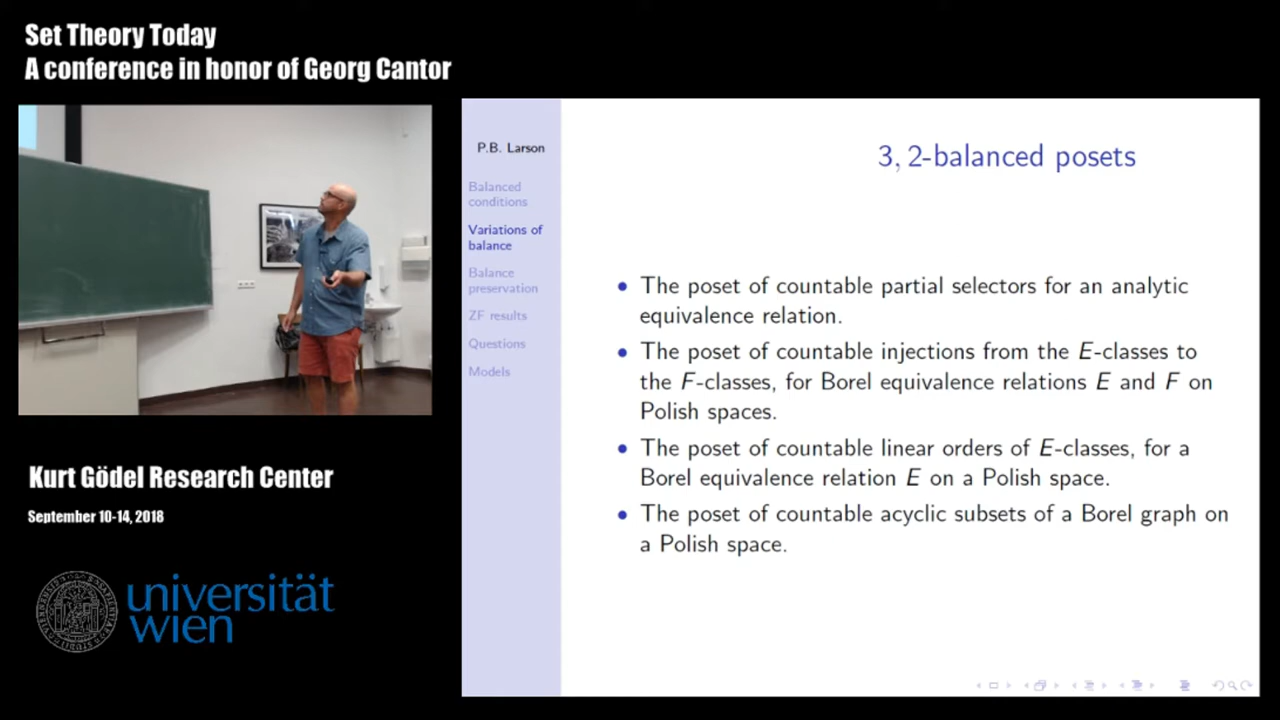 Set Theory Today
A conference in honor of Georg Cantor
P.B. Larson
Balanced
conditions
Variations of
balance
Balance
preservation
ZF results
Questions
Models
3, 2-balanced posets
• The poset of countable partial selectors for an analytic
equivalence relation.
• The poset of countable injections from the E-classes to
the F-classes, for Borel equivalence relations E and F on
Polish spaces.
• The poset of countable linear orders of E-classes, for a
Borel equivalence relation E on a Polish space.
• The poset of countable acyclic subsets of a Borel graph on
a Polish space.
Kurt Gödel Research Center
September 10-14, 2018
universität
wien